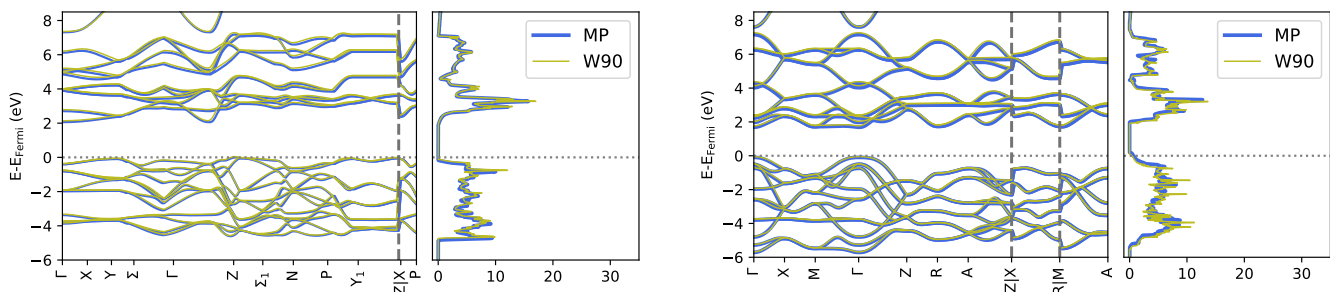 8
6
4
2
0
−2
−4
−6
E-E_Fermi (eV)
Γ X Y Σ Γ Z Σ₁ N P Y₁ Z|X P
MP
W90
0 10 20 30
8
6
4
2
0
−2
−4
−6
E-E_Fermi (eV)
Γ X M Γ Z R A Z|X R|M A
MP
W90
0 10 20 30